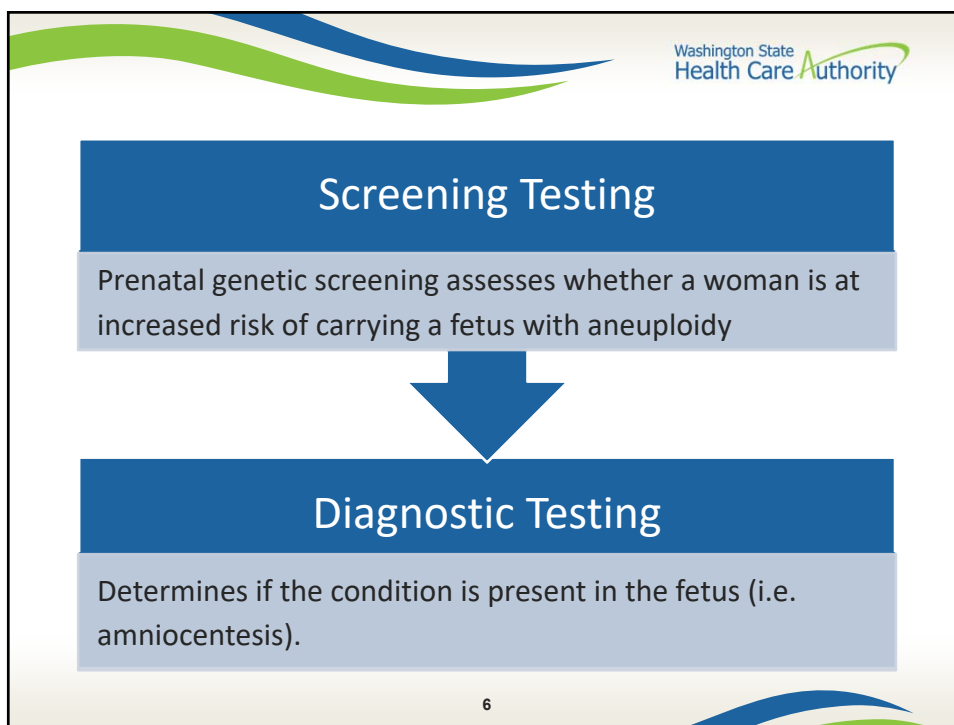 Washington State
Health Care Authority
Screening Testing
Prenatal genetic screening assesses whether a woman is at
increased risk of carrying a fetus with aneuploidy
Diagnostic Testing
Determines if the condition is present in the fetus (i.e.
amniocentesis).
6